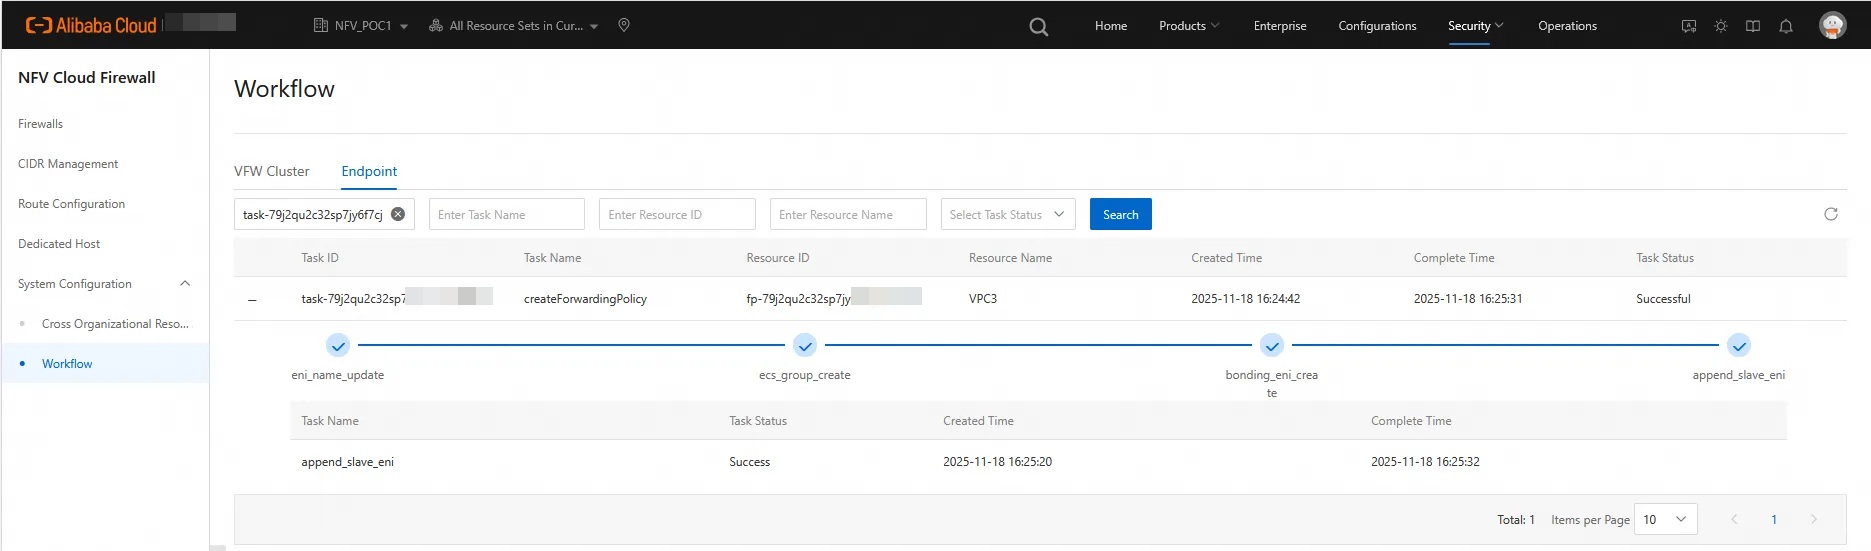 Alibaba Cloud
NFV_POC1
All Resource Sets in Cur...
Home
Products
Enterprise
Configurations
Security
Operations
NFV Cloud Firewall
Firewalls
CIDR Management
Route Configuration
Dedicated Host
System Configuration
Cross Organizational Reso...
Workflow
Workflow
VFW Cluster
Endpoint
task-79j2qu2c32sp7jy6f7cj
Enter Task Name
Enter Resource ID
Enter Resource Name
Select Task Status
Search
Task ID
Task Name
Resource ID
Resource Name
Created Time
Complete Time
Task Status
task-79j2qu2c32sp7
createForwardingPolicy
fp-79j2qu2c32sp7jy
VPC3
2025-11-18 16:24:42
2025-11-18 16:25:31
Successful
eni_name_update
ecs_group_create
bonding_eni_crea
te
append_slave_eni
Task Name
Task Status
Created Time
Complete Time
append_slave_eni
Success
2025-11-18 16:25:20
2025-11-18 16:25:32
Total: 1
Items per Page
10
1